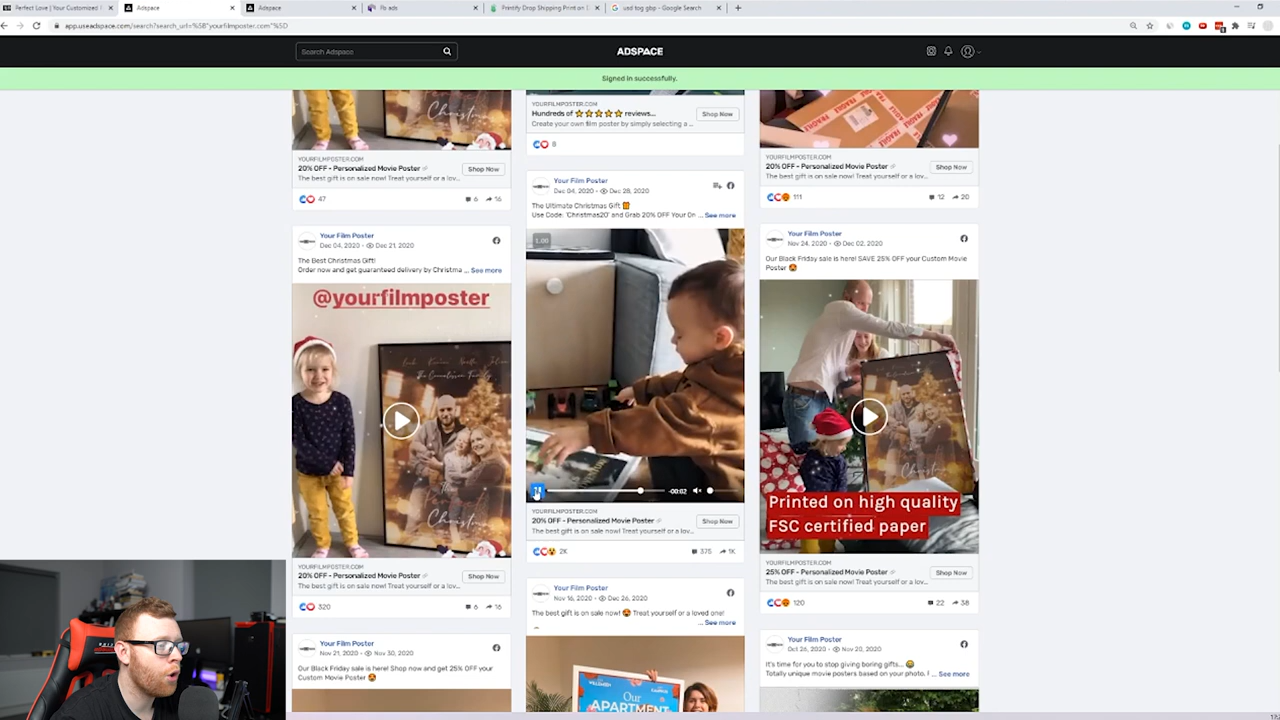 Perfect Love | Your Customized
Adspace
Adspace
Pb ads
Printify Drop Shipping Print on D
usd tog gbp - Google Search
app.useadspace.com/search?search_url=%5B"yourfilmposter.com"%5D
Search Adspace
ADSPACE
Signed in successfully.
Christmas
YOURFILMPOSTER.COM
20% OFF - Personalized Movie Poster
The best gift is on sale now! Treat yourself or a lov...
Shop Now
47
6
16
Your Film Poster
Dec 04, 2020 - Dec 21, 2020
The Best Christmas Gift!
Order now and get guaranteed delivery by Christma ... See more
@yourfilmposter
Christmas
YOURFILMPOSTER.COM
20% OFF - Personalized Movie Poster
The best gift is on sale now! Treat yourself or a lov...
Shop Now
320
6
16
Your Film Poster
Nov 21, 2020 - Nov 30, 2020
Our Black Friday sale is here! Shop now and get 25% OFF your
Custom Movie Poster
YOURFILMPOSTER.COM
Hundreds of ⭐⭐⭐⭐⭐ reviews...
Create your own film poster by simply selecting a ...
Shop Now
8
Your Film Poster
Dec 04, 2020 - Dec 28, 2020
The Ultimate Christmas Gift
Use Code: 'Christmas20' and Grab 20% OFF Your On ... See more
1.00
-00:02
YOURFILMPOSTER.COM
20% OFF - Personalized Movie Poster
The best gift is on sale now! Treat yourself or a lov...
Shop Now
2K
375
1K
Your Film Poster
Nov 16, 2020 - Dec 26, 2020
The best gift is on sale now! 😍 Treat yourself or a loved one!
... See more
Our
APARTMENT
FRAGILE
YOURFILMPOSTER.COM
20% OFF - Personalized Movie Poster
The best gift is on sale now! Treat yourself or a lov...
Shop Now
111
12
20
Your Film Poster
Nov 24, 2020 - Dec 02, 2020
Our Black Friday sale is here! SAVE 25% OFF your Custom Movie
Poster 😍
Christmas
Printed on high quality
FSC certified paper
YOURFILMPOSTER.COM
25% OFF - Personalized Movie Poster
The best gift is on sale now! Treat yourself or a lov...
Shop Now
120
22
38
Your Film Poster
Oct 26, 2020 - Nov 20, 2020
It's time for you to stop giving boring gifts...
Totally unique movie posters based on your photo. F ... See more